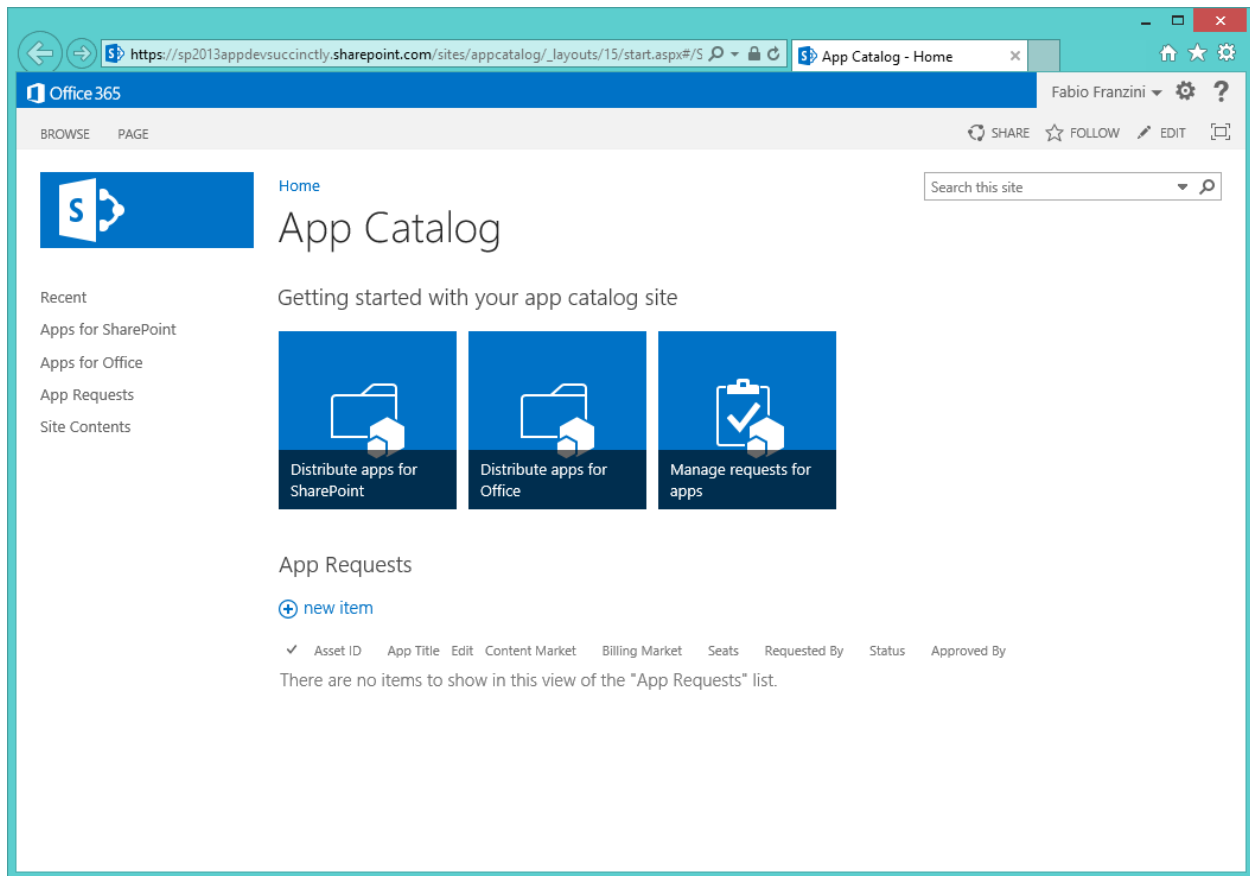 https://sp2013appdevsuccinctly.sharepoint.com/sites/appcatalog/_layouts/15/start.aspx#/S
App Catalog - Home
Office 365
Fabio Franzini
BROWSE PAGE
SHARE FOLLOW EDIT
S
Home
Search this site
App Catalog
Recent
Apps for SharePoint
Apps for Office
App Requests
Site Contents
Getting started with your app catalog site
Distribute apps for
SharePoint
Distribute apps for
Office
Manage requests for
apps
App Requests
new item
Asset ID App Title Edit Content Market Billing Market Seats Requested By Status Approved By
There are no items to show in this view of the "App Requests" list.